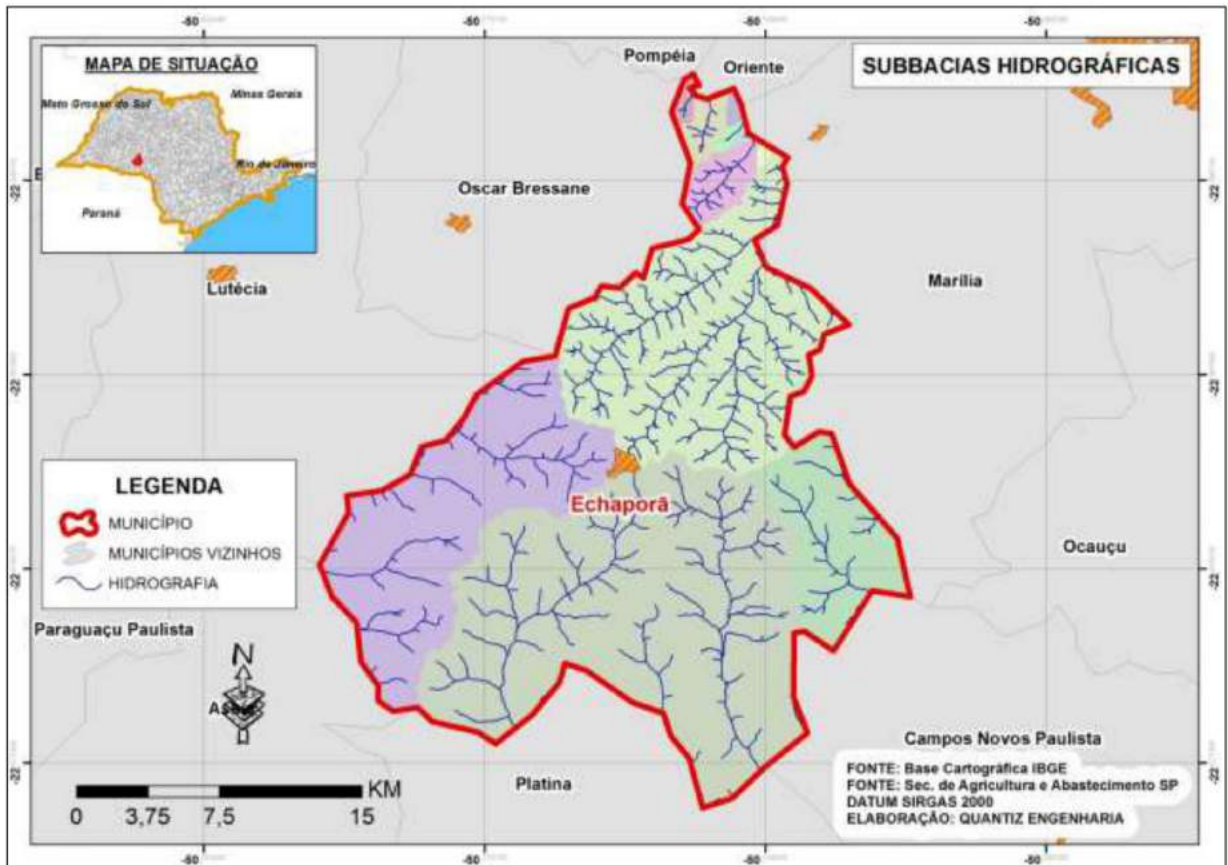 -50 -50 -50 -50
MAPA DE SITUAÇÃO
Mato Grosso do Sul
Minas Gerais
Rio de Janeiro
Paraná
SUBBACIAS HIDROGRÁFICAS
Pompéia
Oriente
Oscar Bressane
Lutécia
Marília
-22
-22
-22
-22
-22
-22
-22
-22
LEGENDA
MUNICÍPIO
MUNICÍPIOS VIZINHOS
HIDROGRAFIA
Echaporã
Ocauçu
Paraguaçu Paulista
N
Platina
Campos Novos Paulista
KM
0 3,75 7,5 15
FONTE: Base Cartográfica IBGE
FONTE: Sec. de Agricultura e Abastecimento SP
DATUM SIRGAS 2000
ELABORAÇÃO: QUANTIZ ENGENHARIA
-50 -50 -50 -50